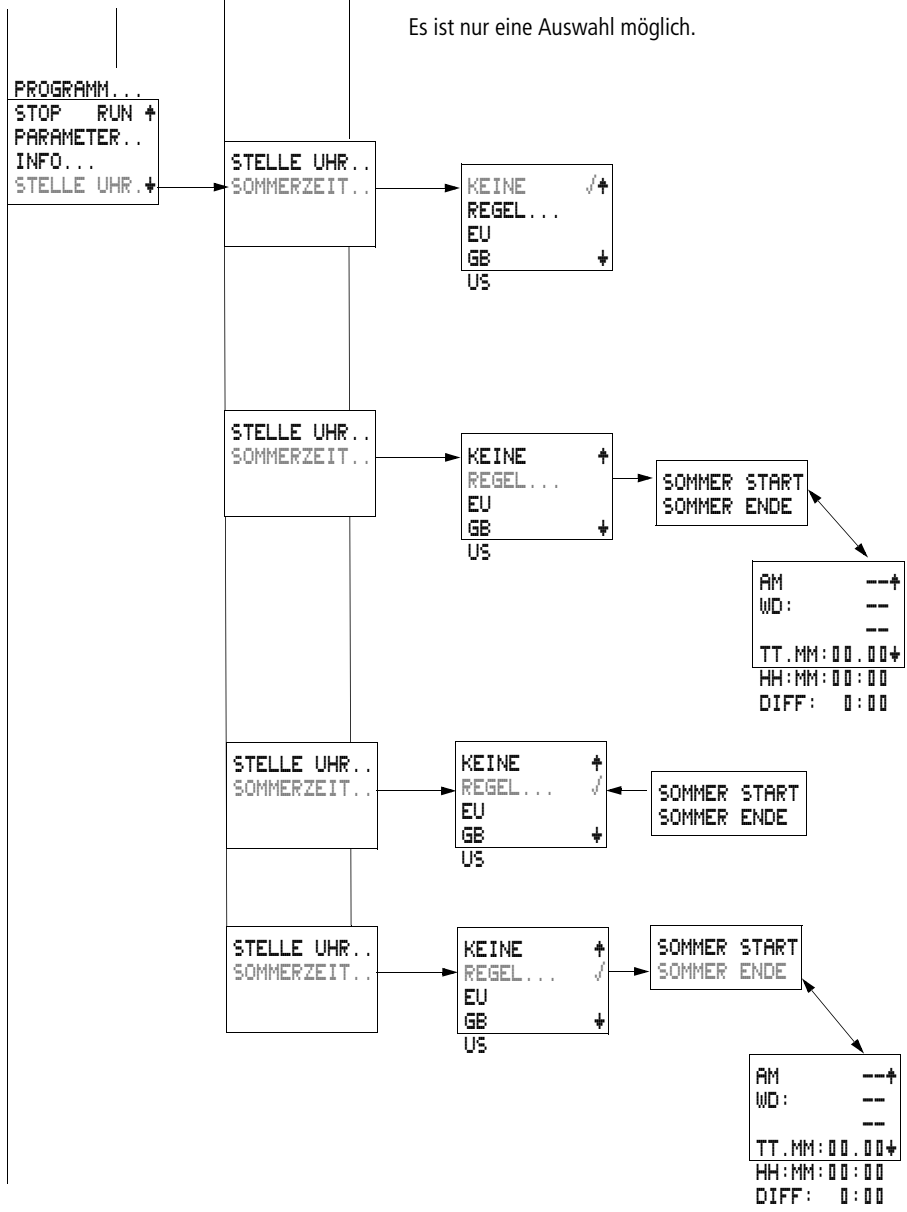 Es ist nur eine Auswahl möglich.
PROGRAMM...
STOP RUN
PARAMETER..
INFO...
STELLE UHR.
STELLE UHR..
SOMMERZEIT..
KEINE √
REGEL...
EU
GB
US
STELLE UHR..
SOMMERZEIT..
KEINE
REGEL...
EU
GB
US
SOMMER START
SOMMER ENDE
AM --
WD: --
--
TT.MM:00.00
HH:MM:00:00
DIFF: 0:00
STELLE UHR..
SOMMERZEIT..
KEINE
REGEL... √
EU
GB
US
SOMMER START
SOMMER ENDE
STELLE UHR..
SOMMERZEIT..
KEINE
REGEL... √
EU
GB
US
SOMMER START
SOMMER ENDE
AM --
WD: --
--
TT.MM:00.00
HH:MM:00:00
DIFF: 0:00